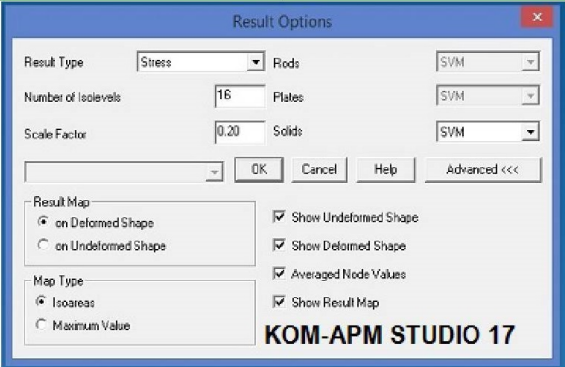 Result Options
Result Type Stress Rods SVM
Number of Isolevels 16 Plates SVM
Scale Factor 0.20 Solids SVM
OK Cancel Help Advanced <<<
Result Map
on Deformed Shape
on Undeformed Shape
Map Type
Isoareas
Maximum Value
Show Undeformed Shape
Show Deformed Shape
Averaged Node Values
Show Result Map
KOM-APM STUDIO 17